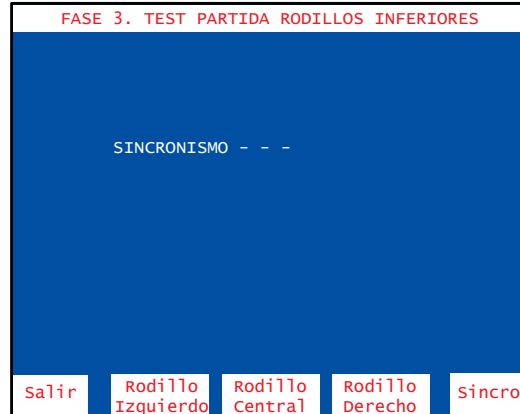 FASE 3. TEST PARTIDA RODILLOS INFERIORES
SINCRONISMO - - -
Salir
Rodillo
Izquierdo
Rodillo
Central
Rodillo
Derecho
Sincro